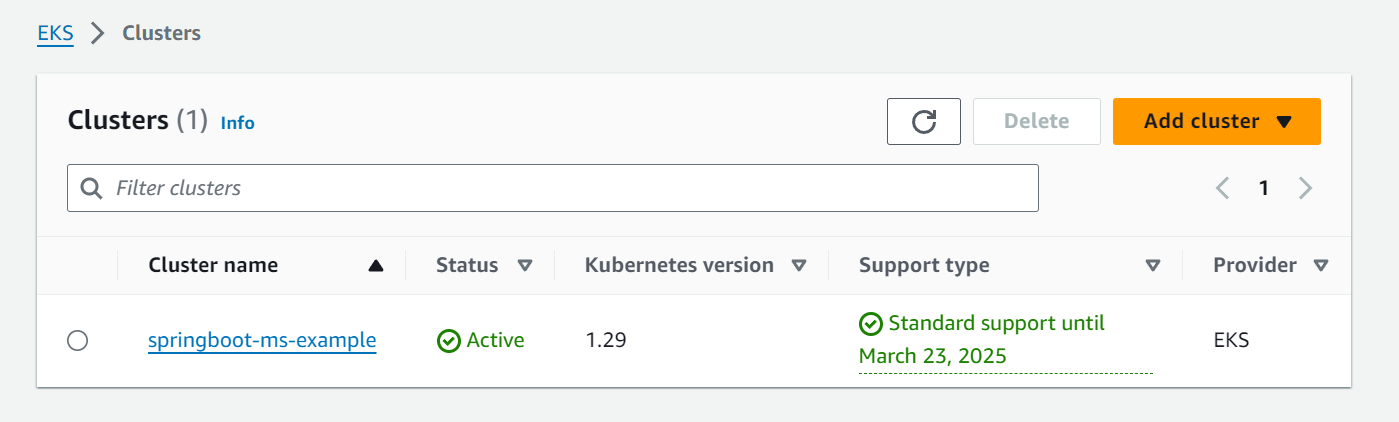 EKS > Clusters
Clusters (1) Info
Delete
Add cluster
Filter clusters
1
Cluster name
Status
Kubernetes version
Support type
Provider
springboot-ms-example
Active
1.29
Standard support until
March 23, 2025
EKS